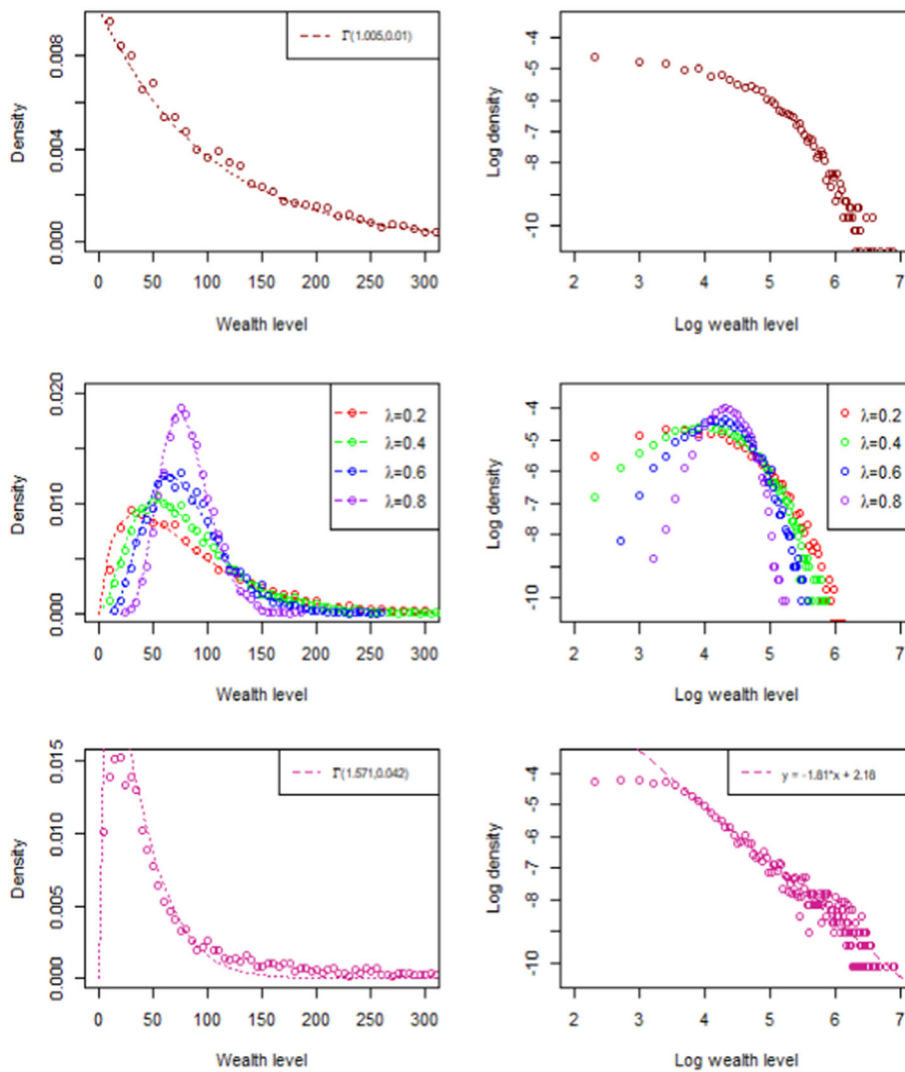 Γ(1.005,0.01)
Density
0.000 0.004 0.008
0 50 100 150 200 250 300
Wealth level
Log density
-10 -8 -7 -6 -5 -4
2 3 4 5 6 7
Log wealth level
λ=0.2
λ=0.4
λ=0.6
λ=0.8
Density
0.000 0.010 0.020
0 50 100 150 200 250 300
Wealth level
λ=0.2
λ=0.4
λ=0.6
λ=0.8
Log density
-10 -8 -7 -6 -5 -4
2 3 4 5 6 7
Log wealth level
Γ(1.571,0.042)
Density
0.000 0.005 0.010 0.015
0 50 100 150 200 250 300
Wealth level
y = -1.81*x + 2.18
Log density
-10 -8 -7 -6 -5 -4
2 3 4 5 6 7
Log wealth level